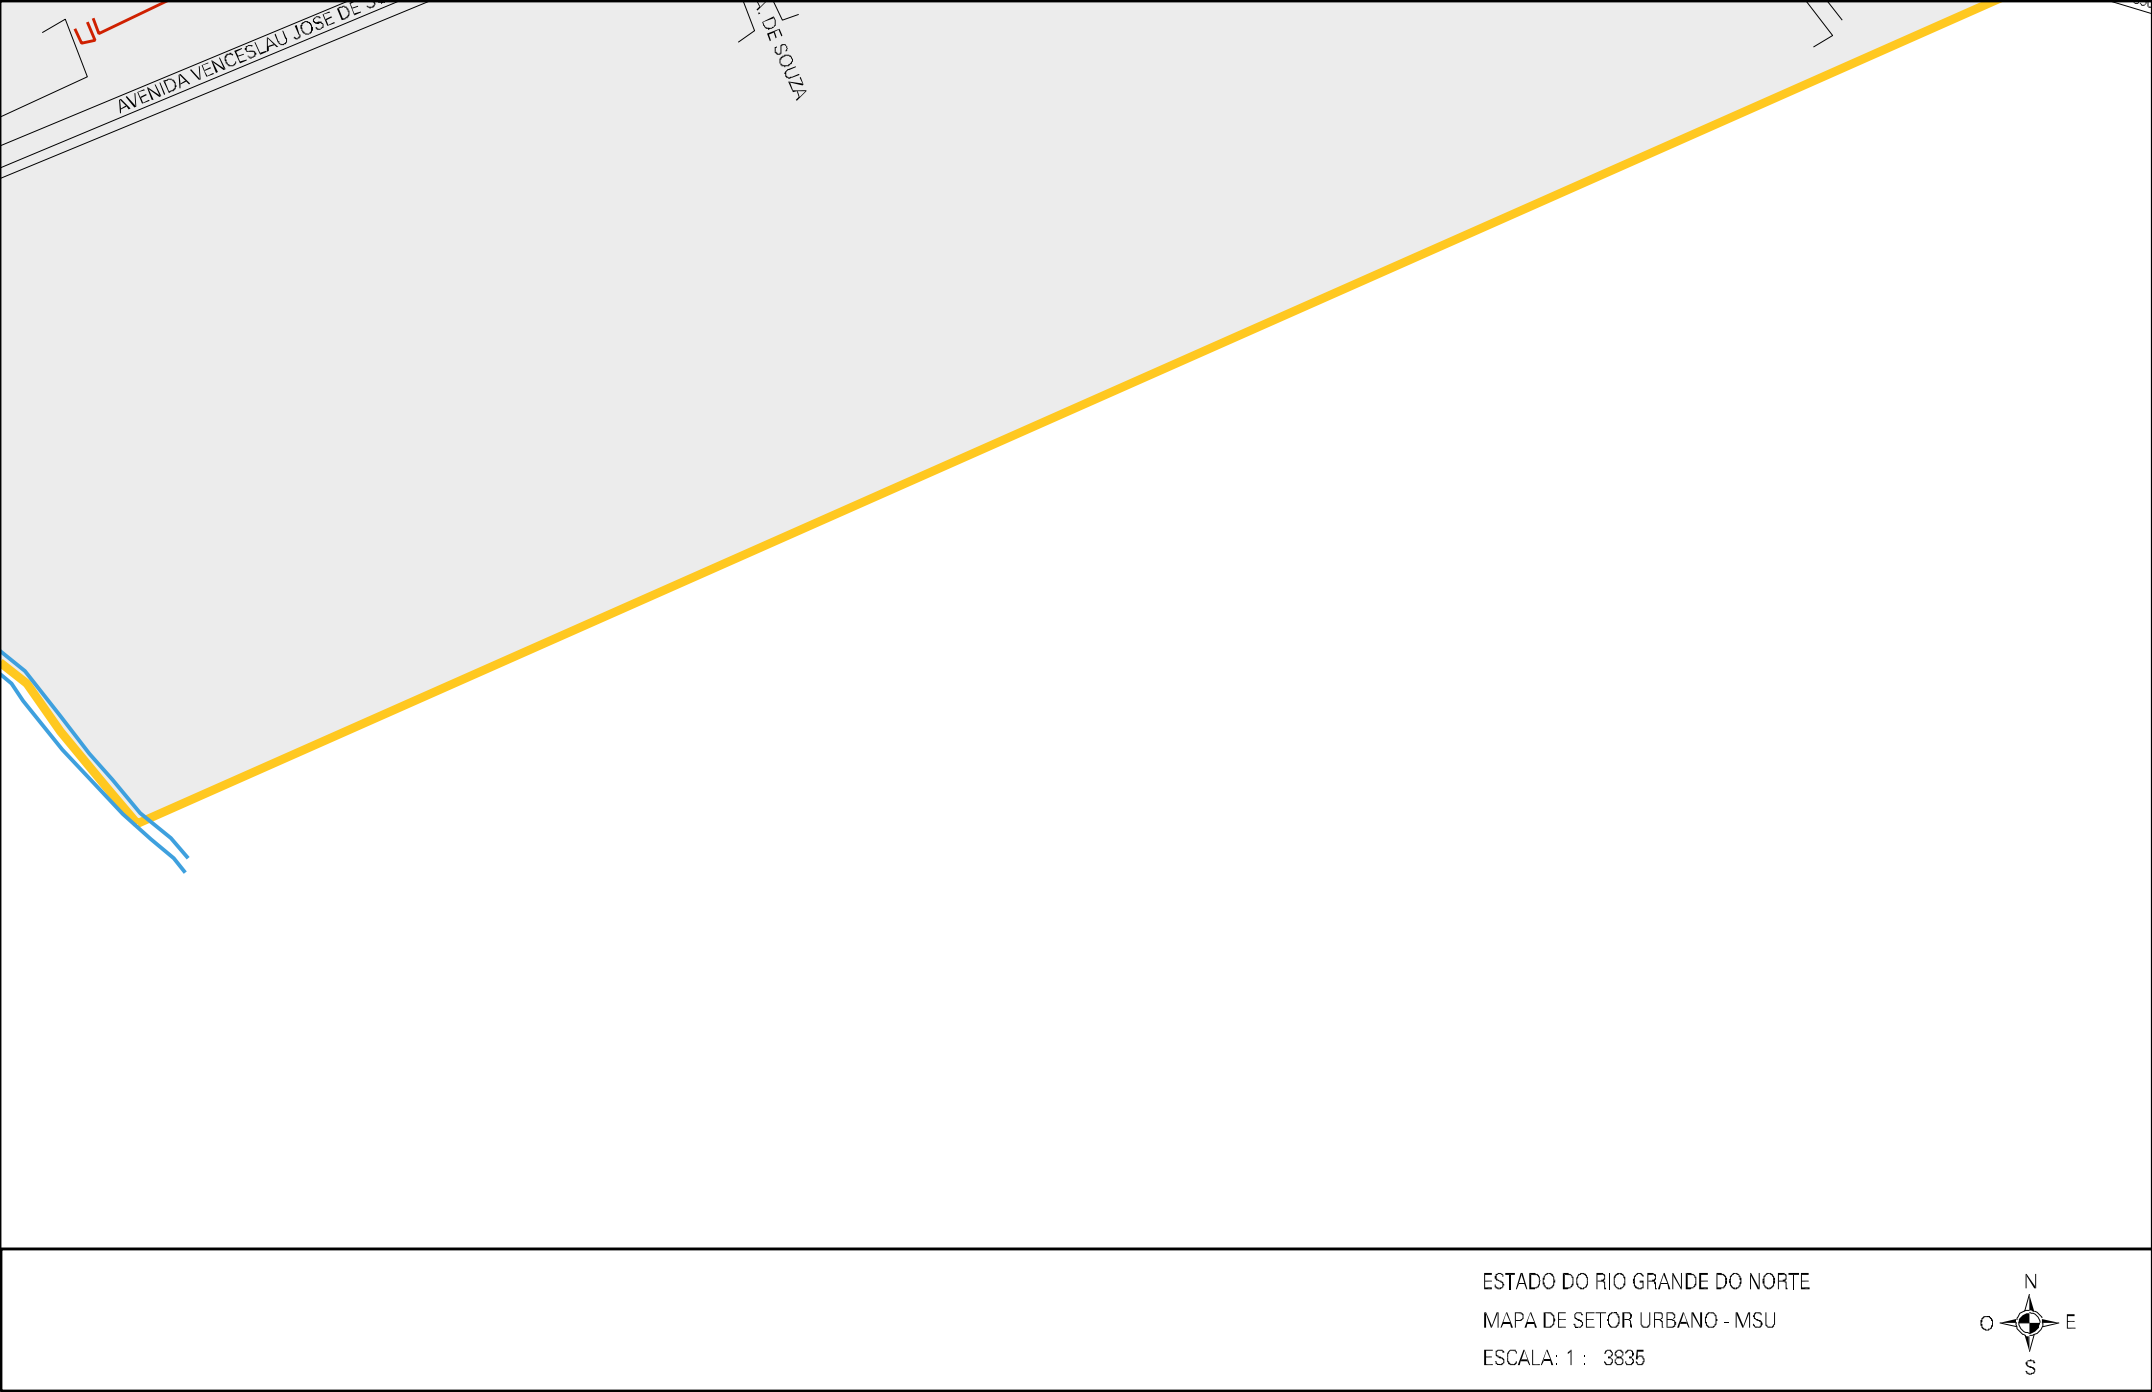 AVENIDA VENCESLAU JOSE DE
A. DE SOUZA
ESTADO DO RIO GRANDE DO NORTE
MAPA DE SETOR URBANO - MSU
ESCALA: 1 : 3835
N
O E
S